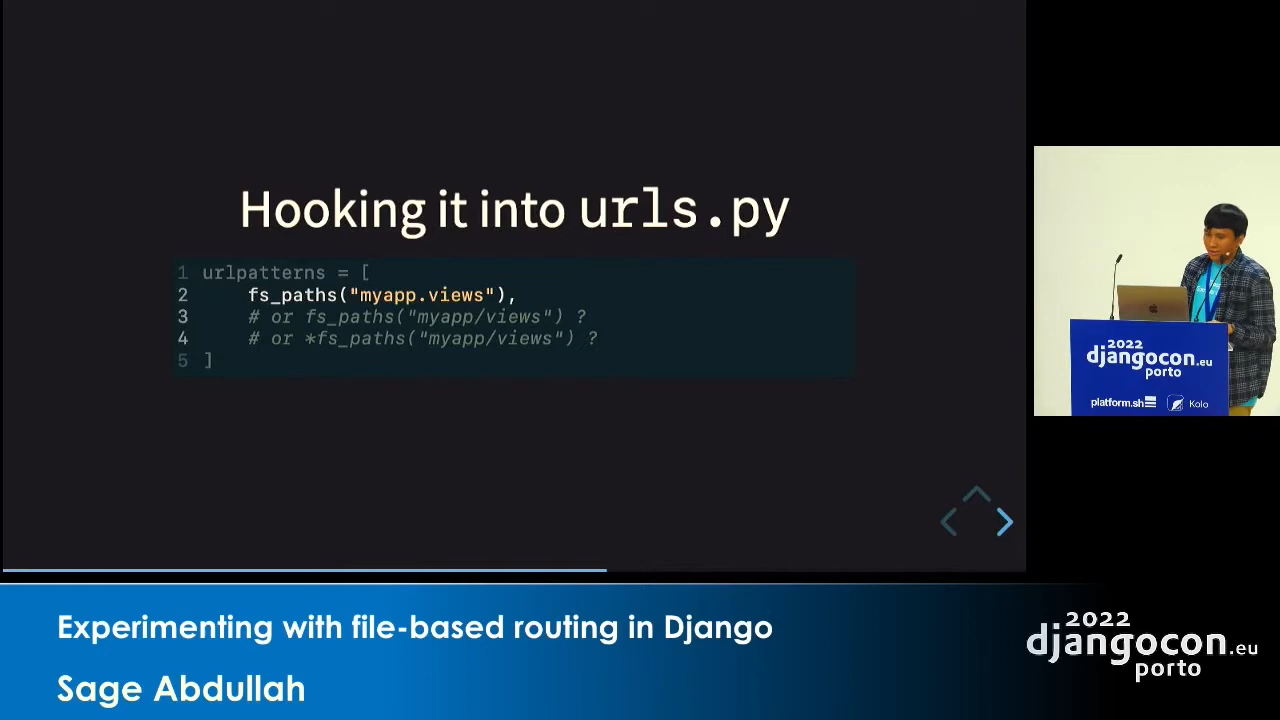 Hooking it into urls.py
1 urlpatterns = [
2 fs_paths("myapp.views"),
3 # or fs_paths("myapp/views") ?
4 # or *fs_paths("myapp/views") ?
5 ]
2022
djangocon.eu
porto
platform.sh
Kolo
Experimenting with file-based routing in Django
Sage Abdullah
2022
djangocon.eu
porto